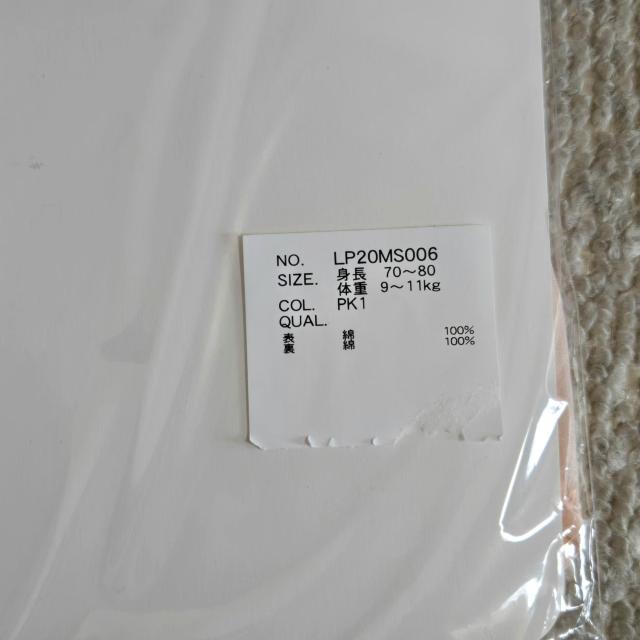 NO. LP20MS006
SIZE. 身長 70～80
体重 9～11kg
COL. PK1
QUAL.
表 綿 100%
裏 綿 100%